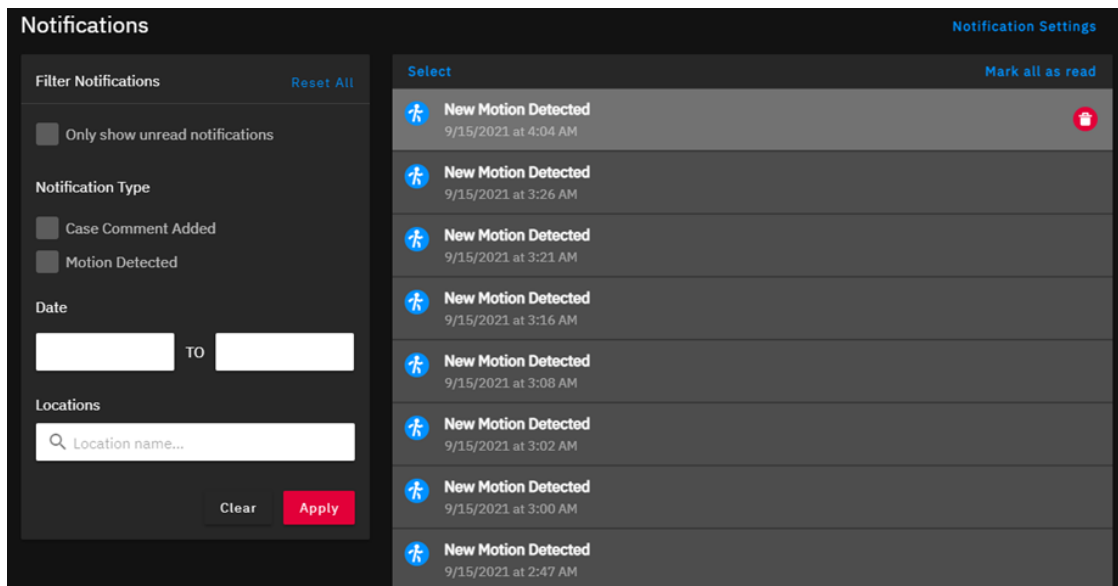 Notifications
Notification Settings
Filter Notifications
Reset All
Only show unread notifications
Notification Type
Case Comment Added
Motion Detected
Date
TO
Locations
Location name...
Clear
Apply
Select
Mark all as read
New Motion Detected
9/15/2021 at 4:04 AM
New Motion Detected
9/15/2021 at 3:26 AM
New Motion Detected
9/15/2021 at 3:21 AM
New Motion Detected
9/15/2021 at 3:16 AM
New Motion Detected
9/15/2021 at 3:08 AM
New Motion Detected
9/15/2021 at 3:02 AM
New Motion Detected
9/15/2021 at 3:00 AM
New Motion Detected
9/15/2021 at 2:47 AM